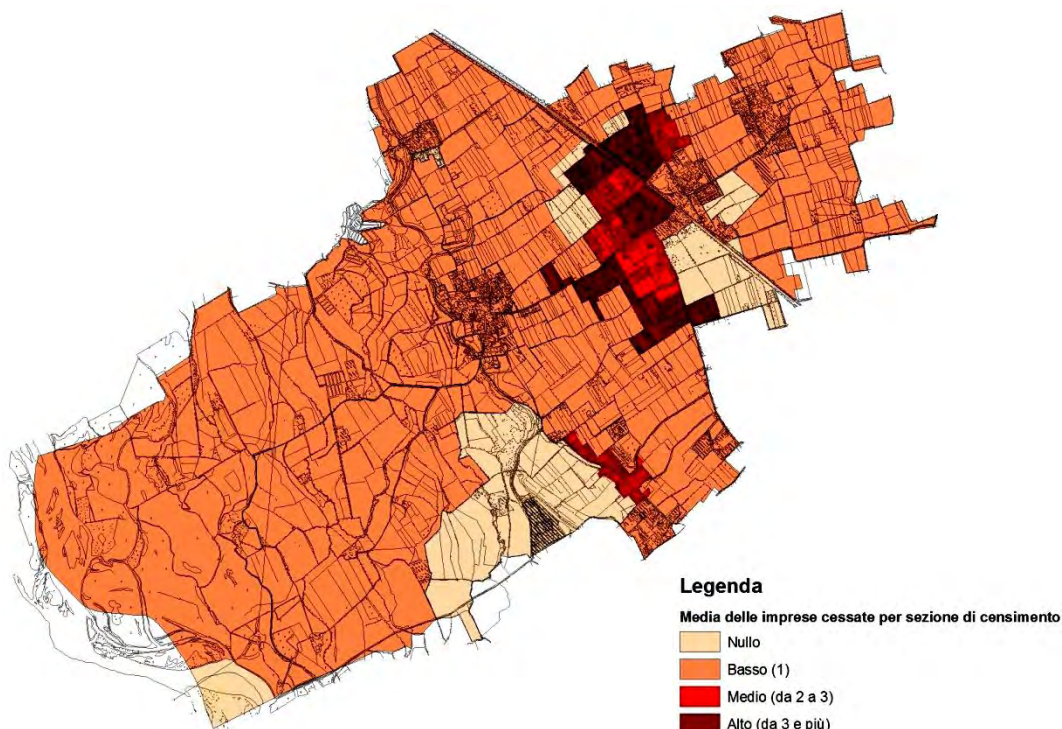 Legenda
Media delle imprese cessate per sezione di censimento
Nullo
Basso (1)
Medio (da 2 a 3)
Alto (da 3 e più)